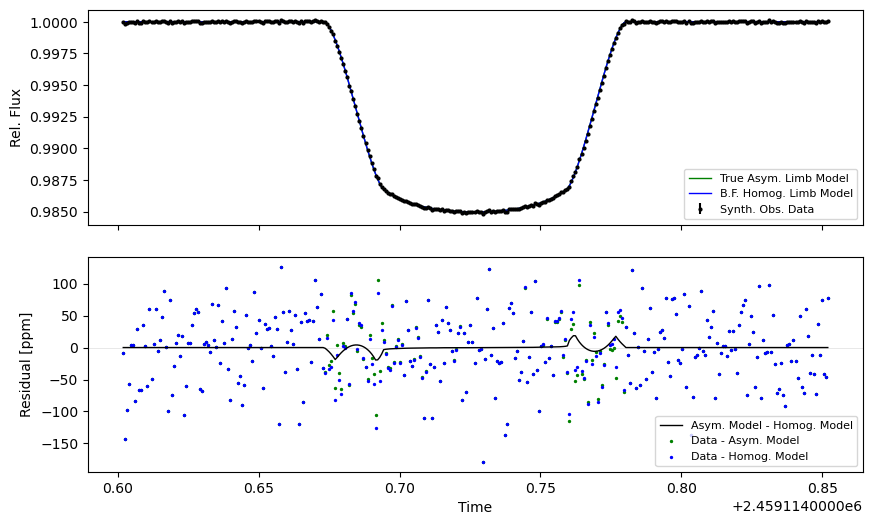 1.0000
0.9975
0.9950
0.9925
0.9900
0.9875
0.9850
Rel. Flux
True Asym. Limb Model
B.F. Homog. Limb Model
Synth. Obs. Data
100
50
0
−50
−100
−150
Residual [ppm]
Asym. Model - Homog. Model
Data - Asym. Model
Data - Homog. Model
0.60
0.65
0.70
0.75
0.80
0.85
Time
+2.4591140000e6